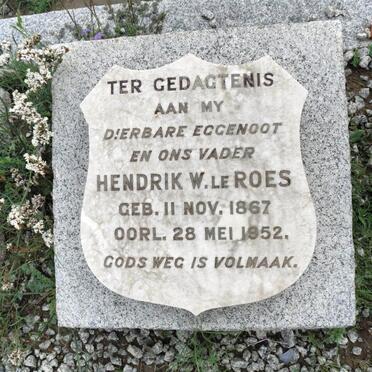 TER GEDAGTENIS
AAN MY
DIERBARE EGGENOOT
EN ONS VADER
HENDRIK W. LE ROES
GEB. 11 NOV. 1867
OORL. 28 MEI 1952.
GODS WEG IS VOLMAAK.